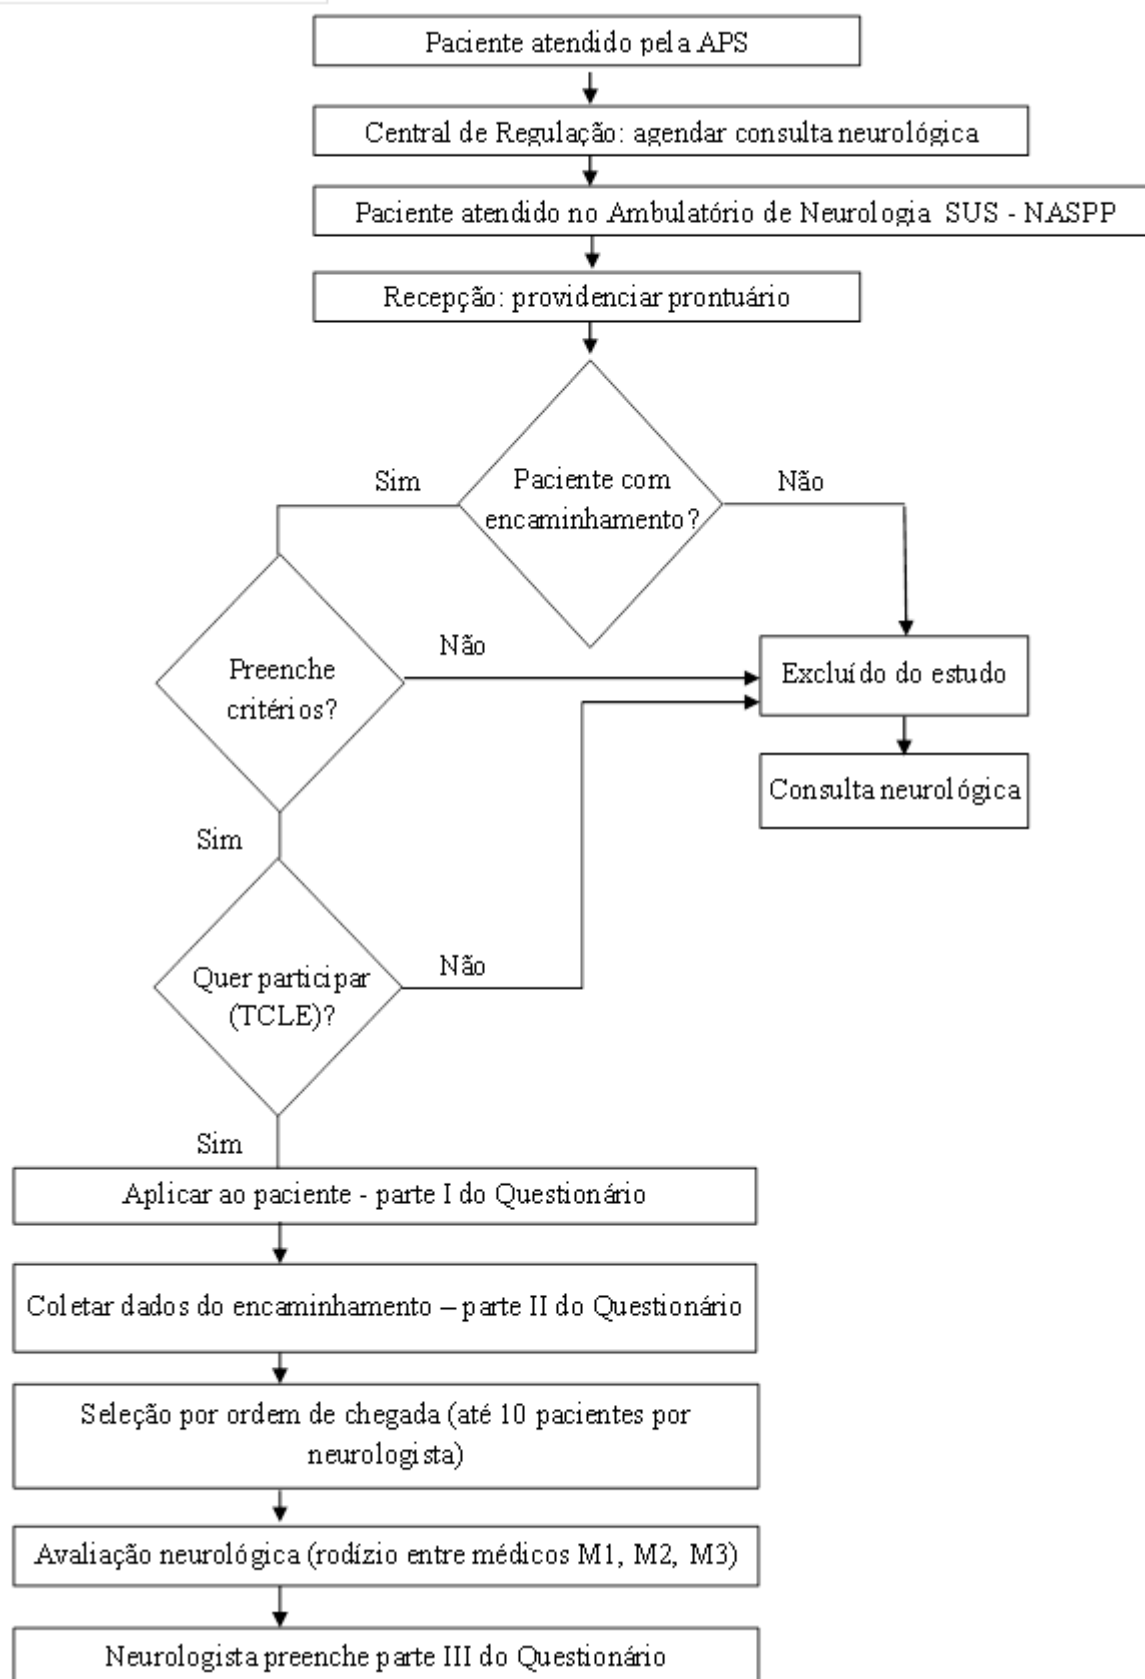 Paciente atendido pela APS
Central de Regulação: agendar consulta neurológica
Paciente atendido no Ambulatório de Neurologia SUS - NASPP
Recepção: providenciar prontuário
Paciente com
encaminhamento?
Sim
Não
Preenche
critérios?
Não
Excluído do estudo
Consulta neurológica
Sim
Quer participar
(TCLE)?
Não
Sim
Aplicar ao paciente - parte I do Questionário
Coletar dados do encaminhamento – parte II do Questionário
Seleção por ordem de chegada (até 10 pacientes por
neurologista)
Avaliação neurológica (rodízio entre médicos M1, M2, M3)
Neurologista preenche parte III do Questionário